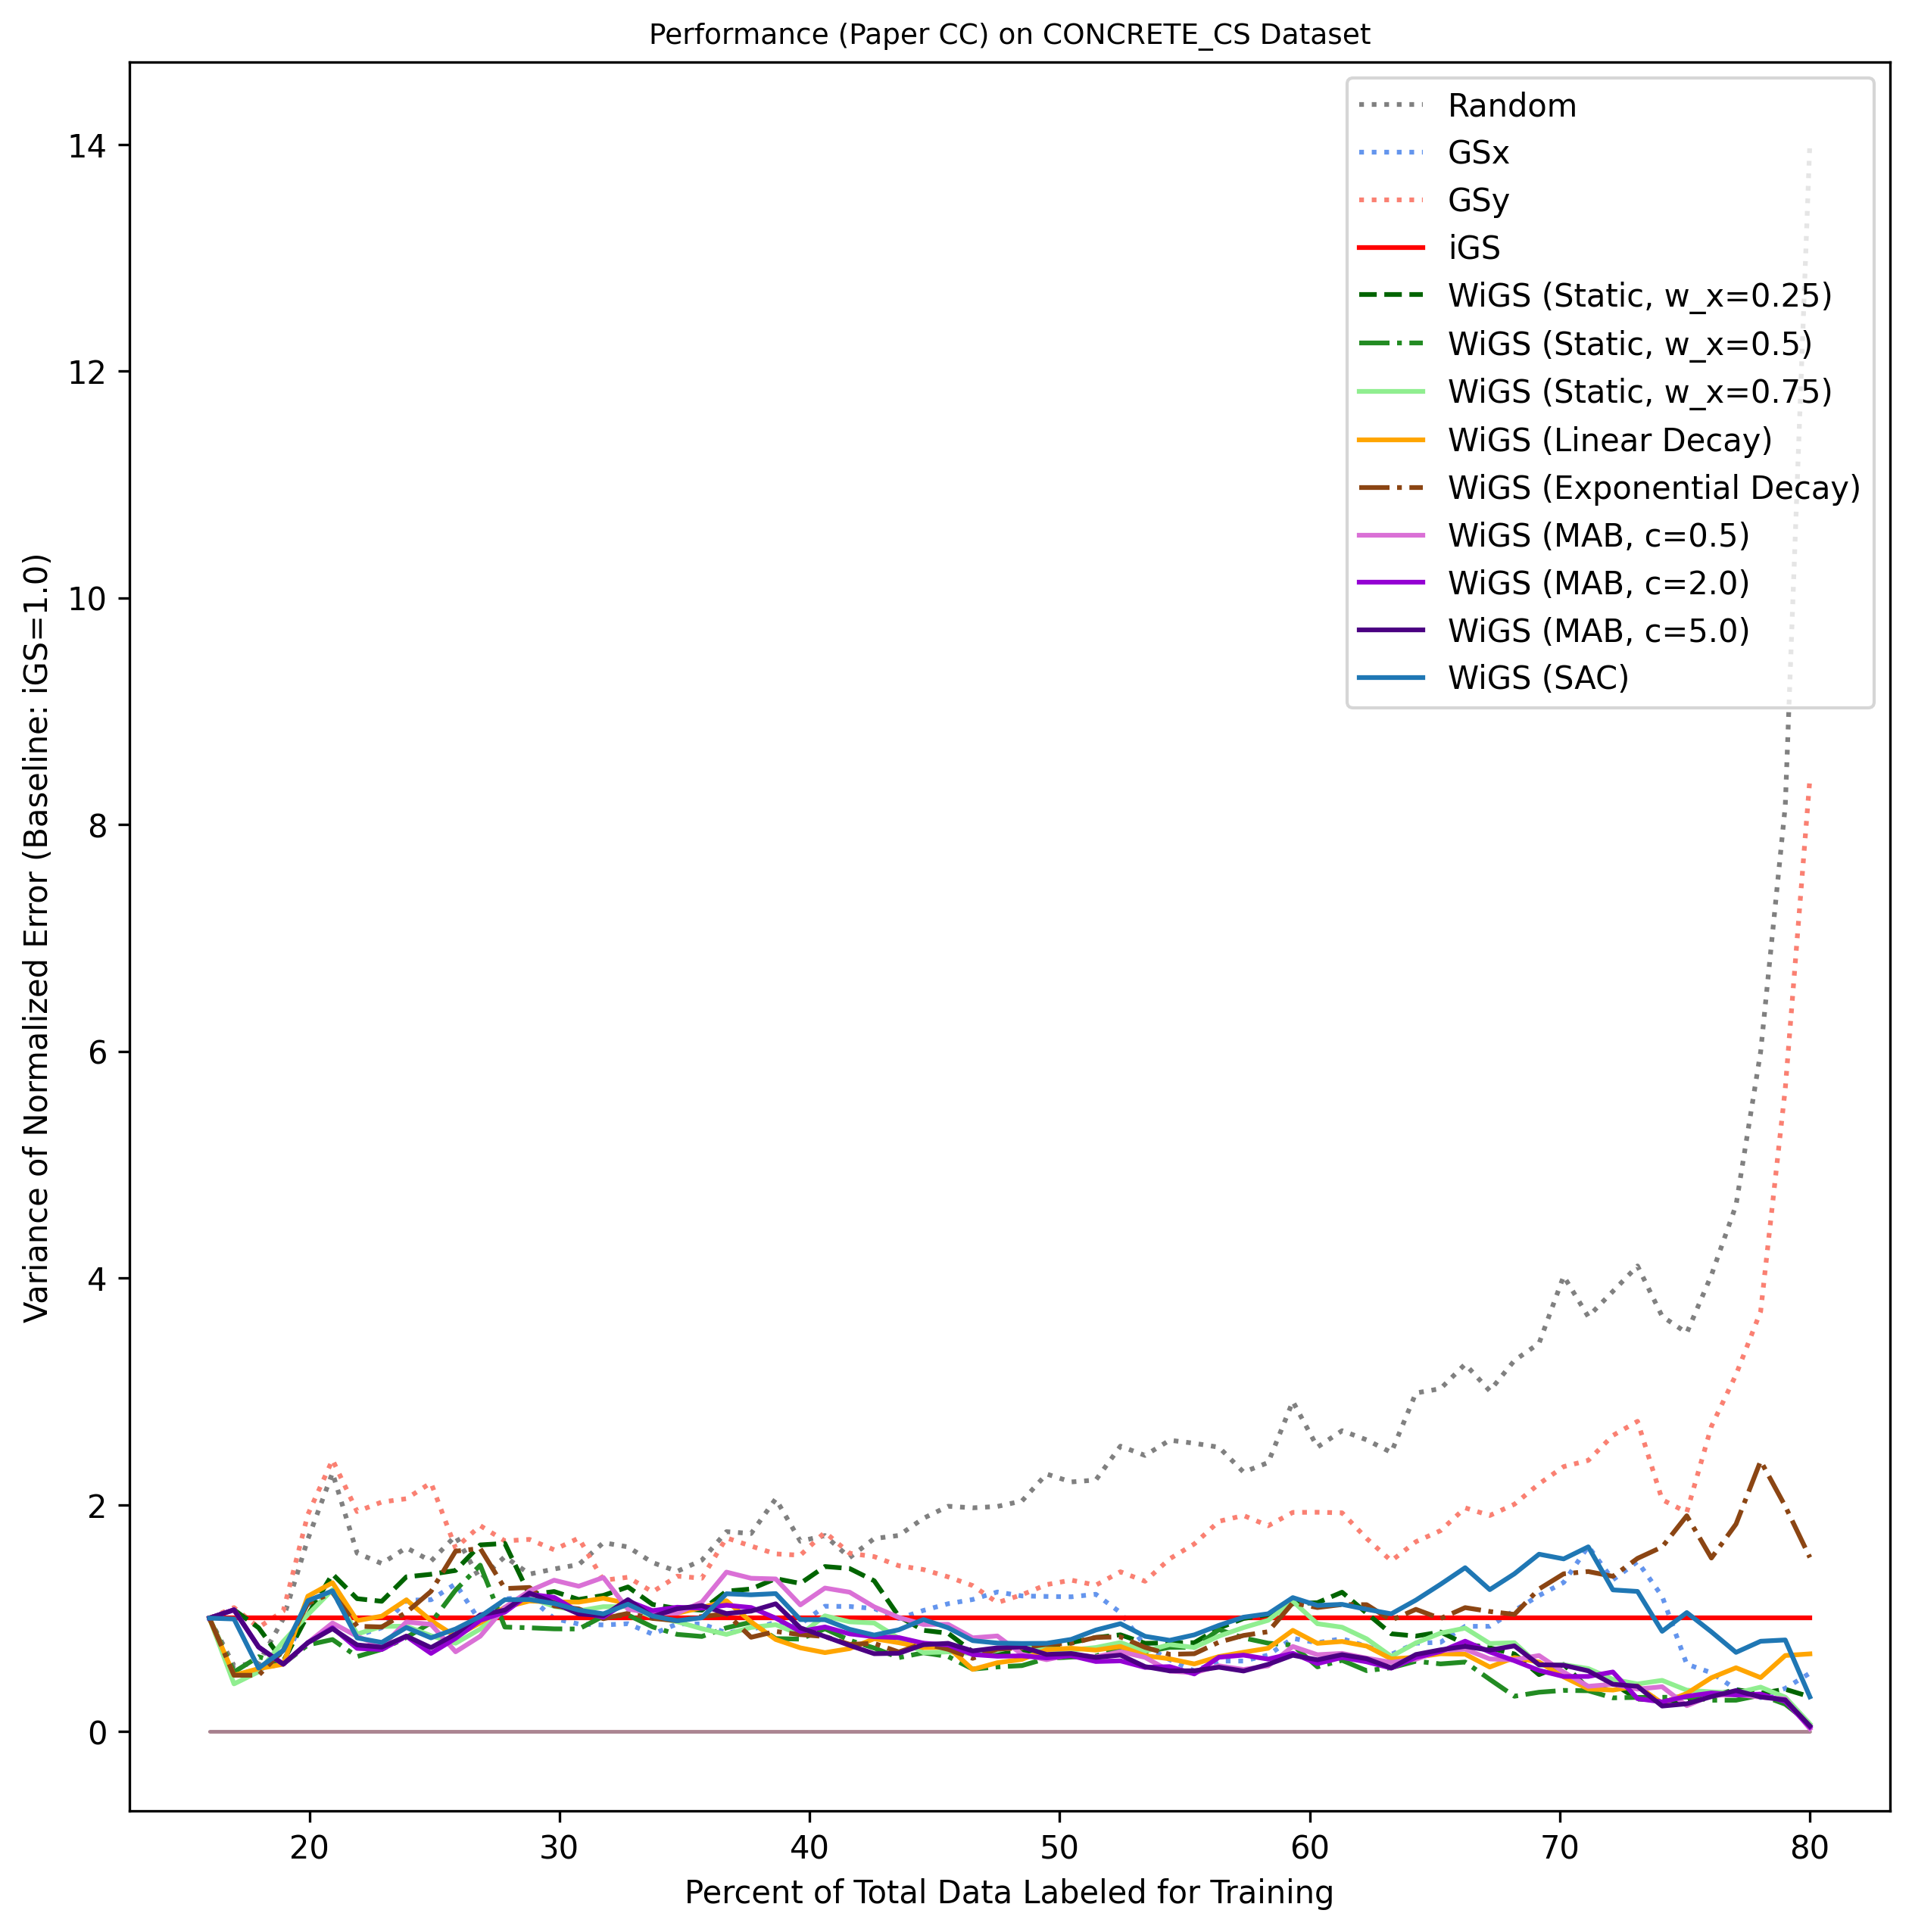 Performance (Paper CC) on CONCRETE_CS Dataset
Variance of Normalized Error (Baseline: iGS=1.0)
14
12
10
8
6
4
2
0
Random
GSx
GSy
iGS
WiGS (Static, w_x=0.25)
WiGS (Static, w_x=0.5)
WiGS (Static, w_x=0.75)
WiGS (Linear Decay)
WiGS (Exponential Decay)
WiGS (MAB, c=0.5)
WiGS (MAB, c=2.0)
WiGS (MAB, c=5.0)
WiGS (SAC)
20 30 40 50 60 70 80
Percent of Total Data Labeled for Training